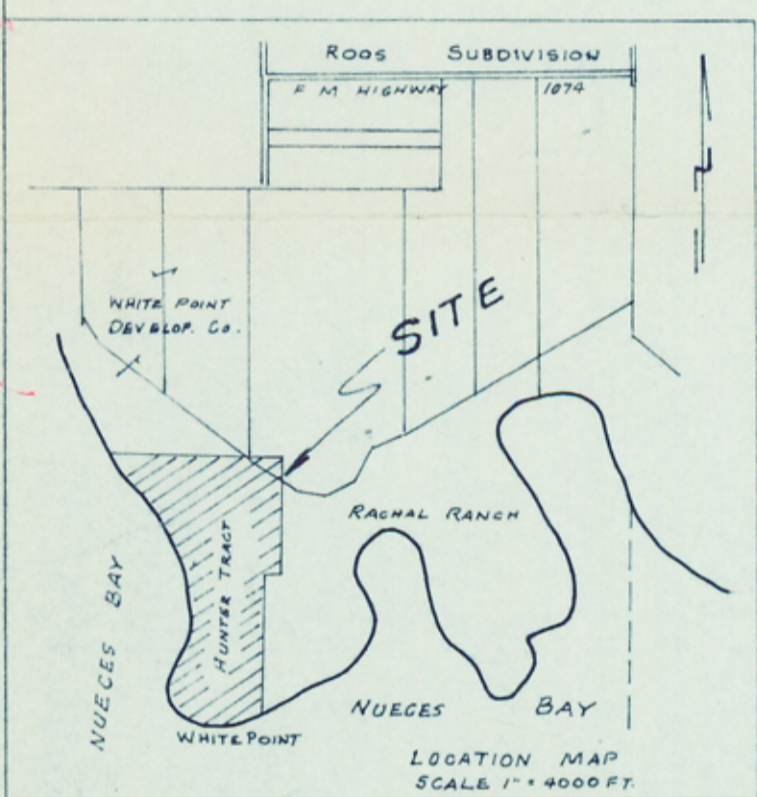 ROOS SUBDIVISION
F M HIGHWAY 1074
WHITE POINT
DEVELOP. CO.
SITE
RACHAL RANCH
HUNTER TRACT
NUECES BAY
NUECES BAY
WHITE POINT
LOCATION MAP
SCALE 1" = 4000 FT.